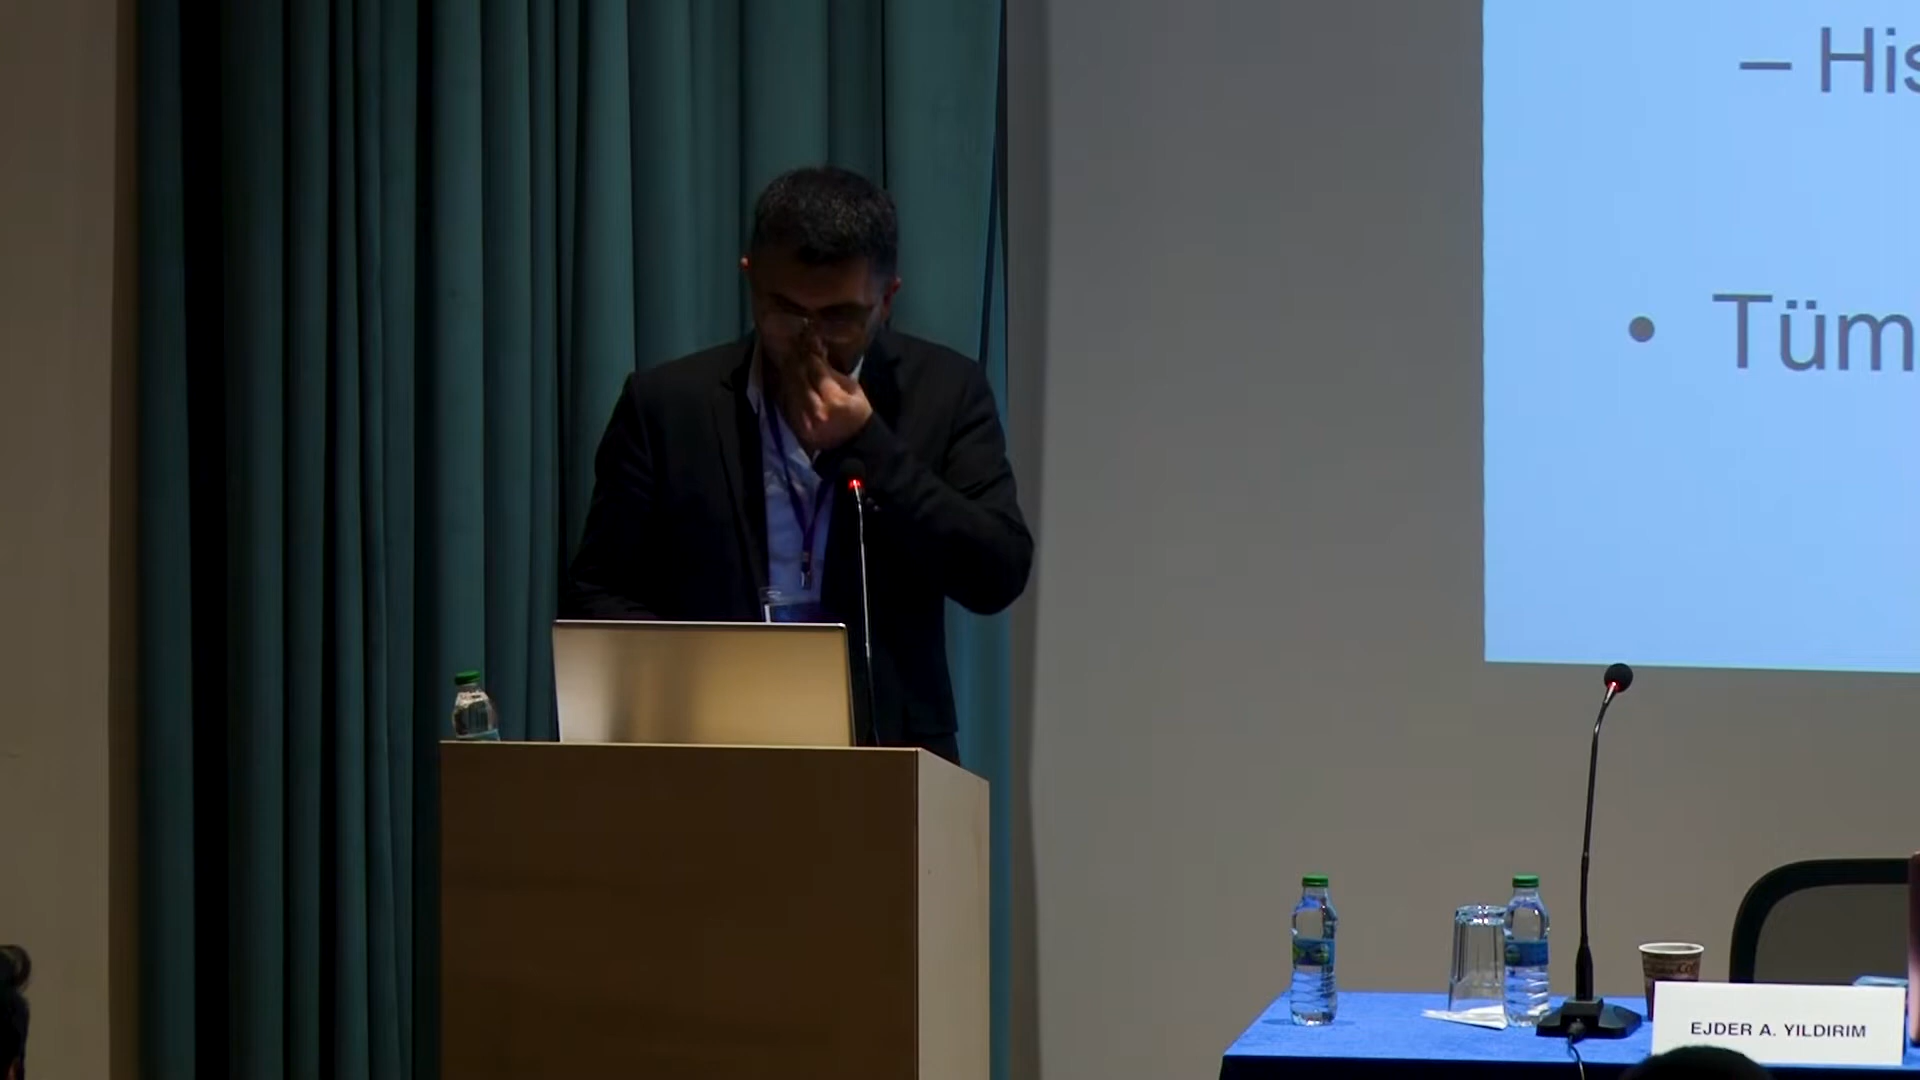 – His
• Tüm
EJDER A. YILDIRIM